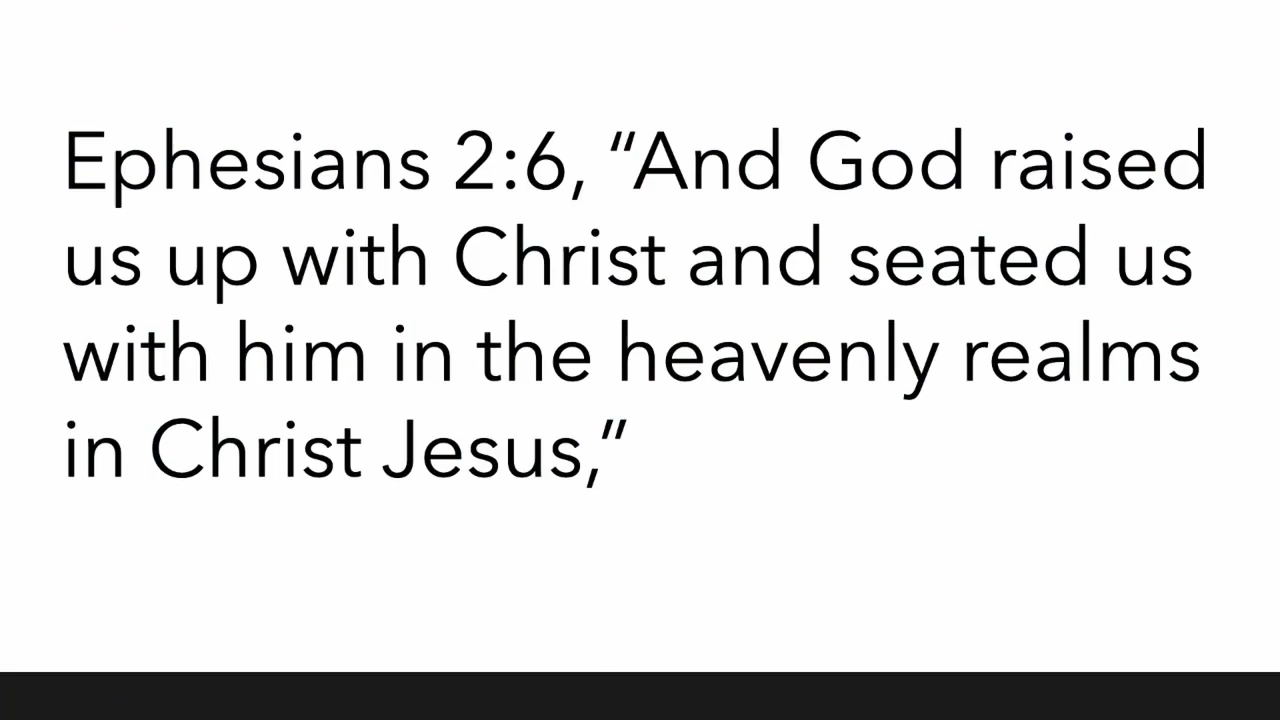 Ephesians 2:6, “And God raised
us up with Christ and seated us
with him in the heavenly realms
in Christ Jesus,”